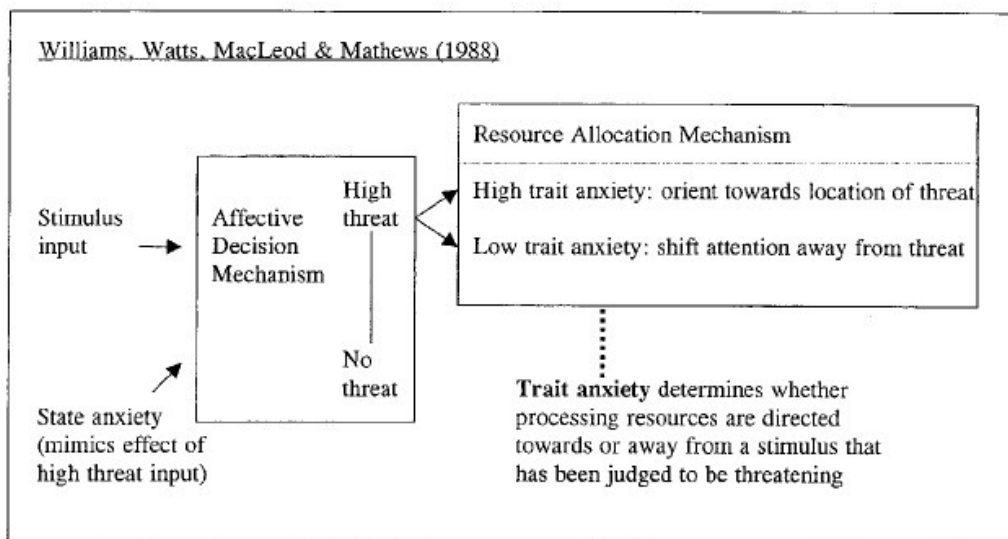 Williams, Watts, MacLeod & Mathews (1988)
Resource Allocation Mechanism
High trait anxiety: orient towards location of threat
Low trait anxiety: shift attention away from threat
Stimulus
input
Affective
Decision
Mechanism
High
threat
No
threat
State anxiety
(mimics effect of
high threat input)
Trait anxiety determines whether
processing resources are directed
towards or away from a stimulus that
has been judged to be threatening